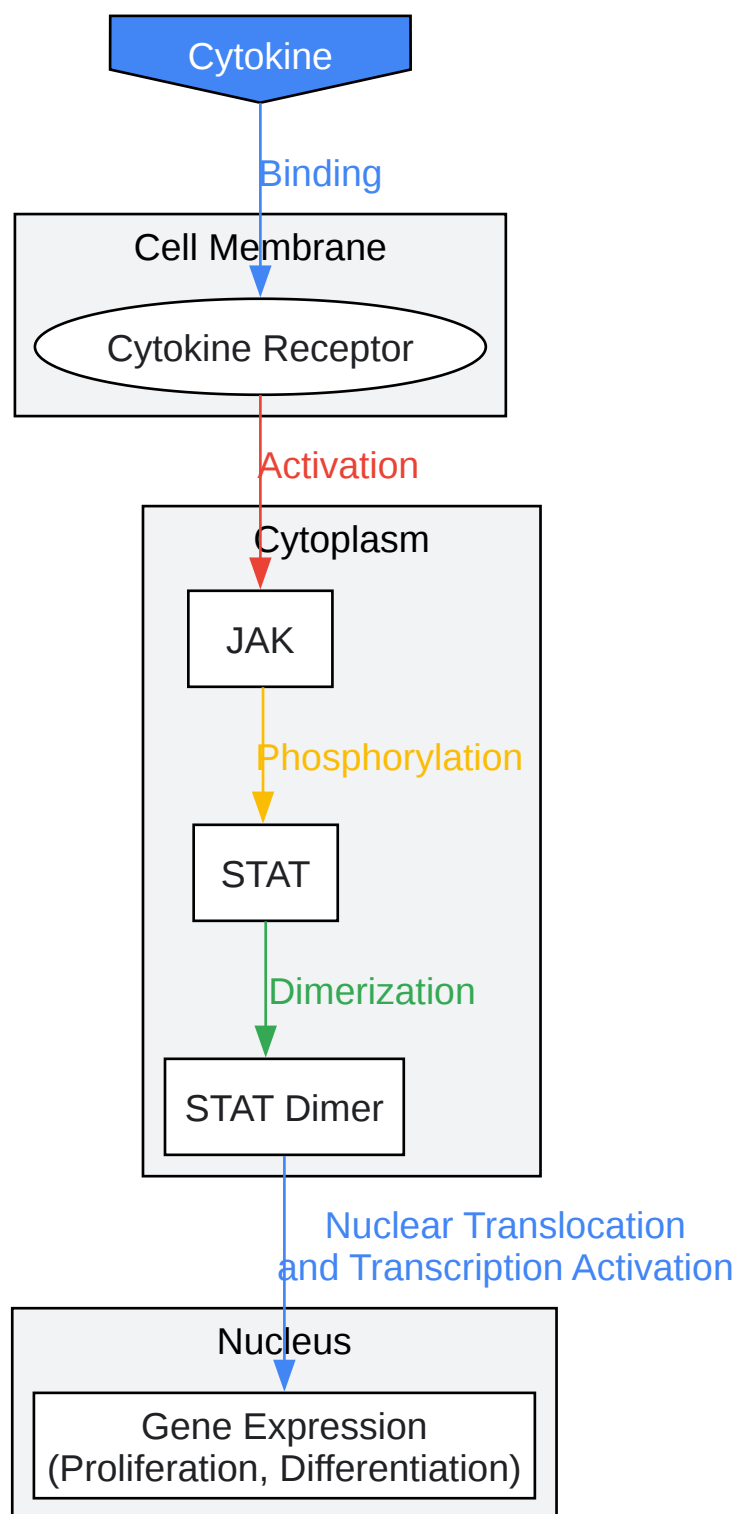 Cytokine
Binding
Cell Membrane
Cytokine Receptor
Activation
Cytoplasm
JAK
Phosphorylation
STAT
Dimerization
STAT Dimer
Nuclear Translocation
and Transcription Activation
Nucleus
Gene Expression
(Proliferation, Differentiation)